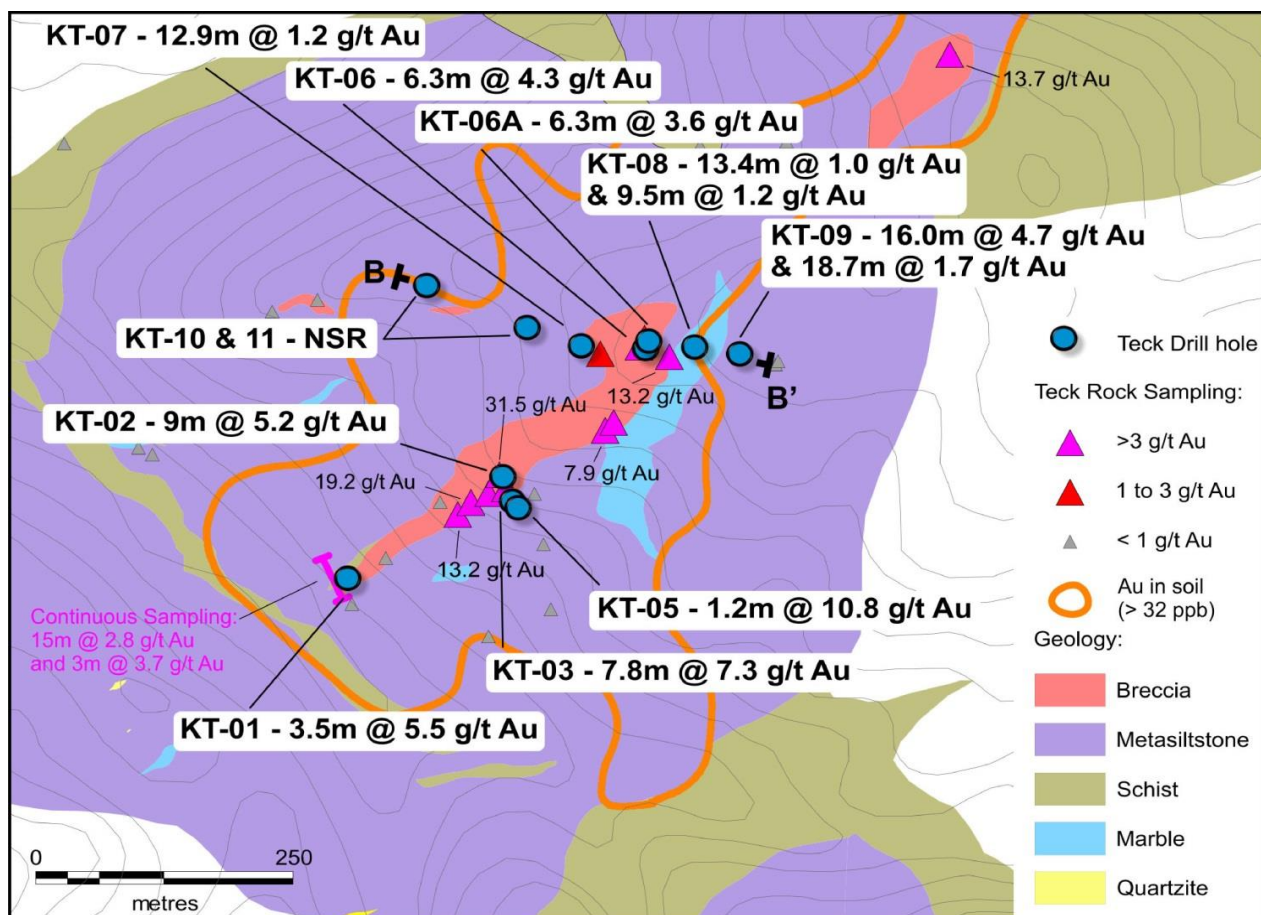 KT-07 - 12.9m @ 1.2 g/t Au
KT-06 - 6.3m @ 4.3 g/t Au
KT-06A - 6.3m @ 3.6 g/t Au
KT-08 - 13.4m @ 1.0 g/t Au
& 9.5m @ 1.2 g/t Au
KT-09 - 16.0m @ 4.7 g/t Au
& 18.7m @ 1.7 g/t Au
13.7 g/t Au
B
KT-10 & 11 - NSR
B'
13.2 g/t Au
31.5 g/t Au
KT-02 - 9m @ 5.2 g/t Au
7.9 g/t Au
19.2 g/t Au
13.2 g/t Au
Continuous Sampling:
15m @ 2.8 g/t Au
and 3m @ 3.7 g/t Au
KT-05 - 1.2m @ 10.8 g/t Au
KT-03 - 7.8m @ 7.3 g/t Au
KT-01 - 3.5m @ 5.5 g/t Au
0 250
metres
Teck Drill hole
Teck Rock Sampling:
>3 g/t Au
1 to 3 g/t Au
< 1 g/t Au
Au in soil
(> 32 ppb)
Geology:
Breccia
Metasiltstone
Schist
Marble
Quartzite